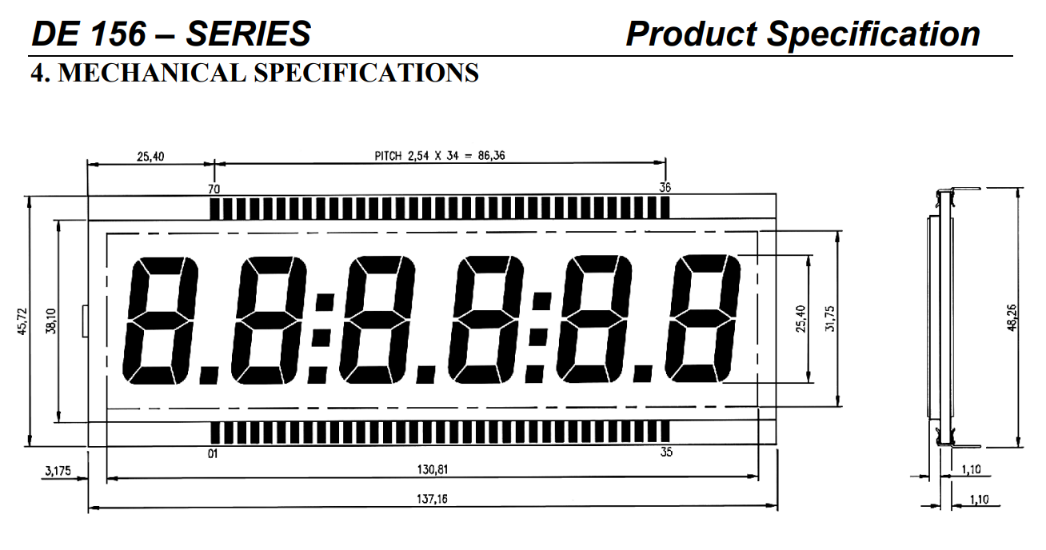 DE 156 – SERIES Product Specification
4. MECHANICAL SPECIFICATIONS
25,40 PITCH 2,54 X 34 = 86,36
70 36
45,72
38,10
25,40
31,75
48,26
01 35
3,175 130,81 1,10
137,16 1,10